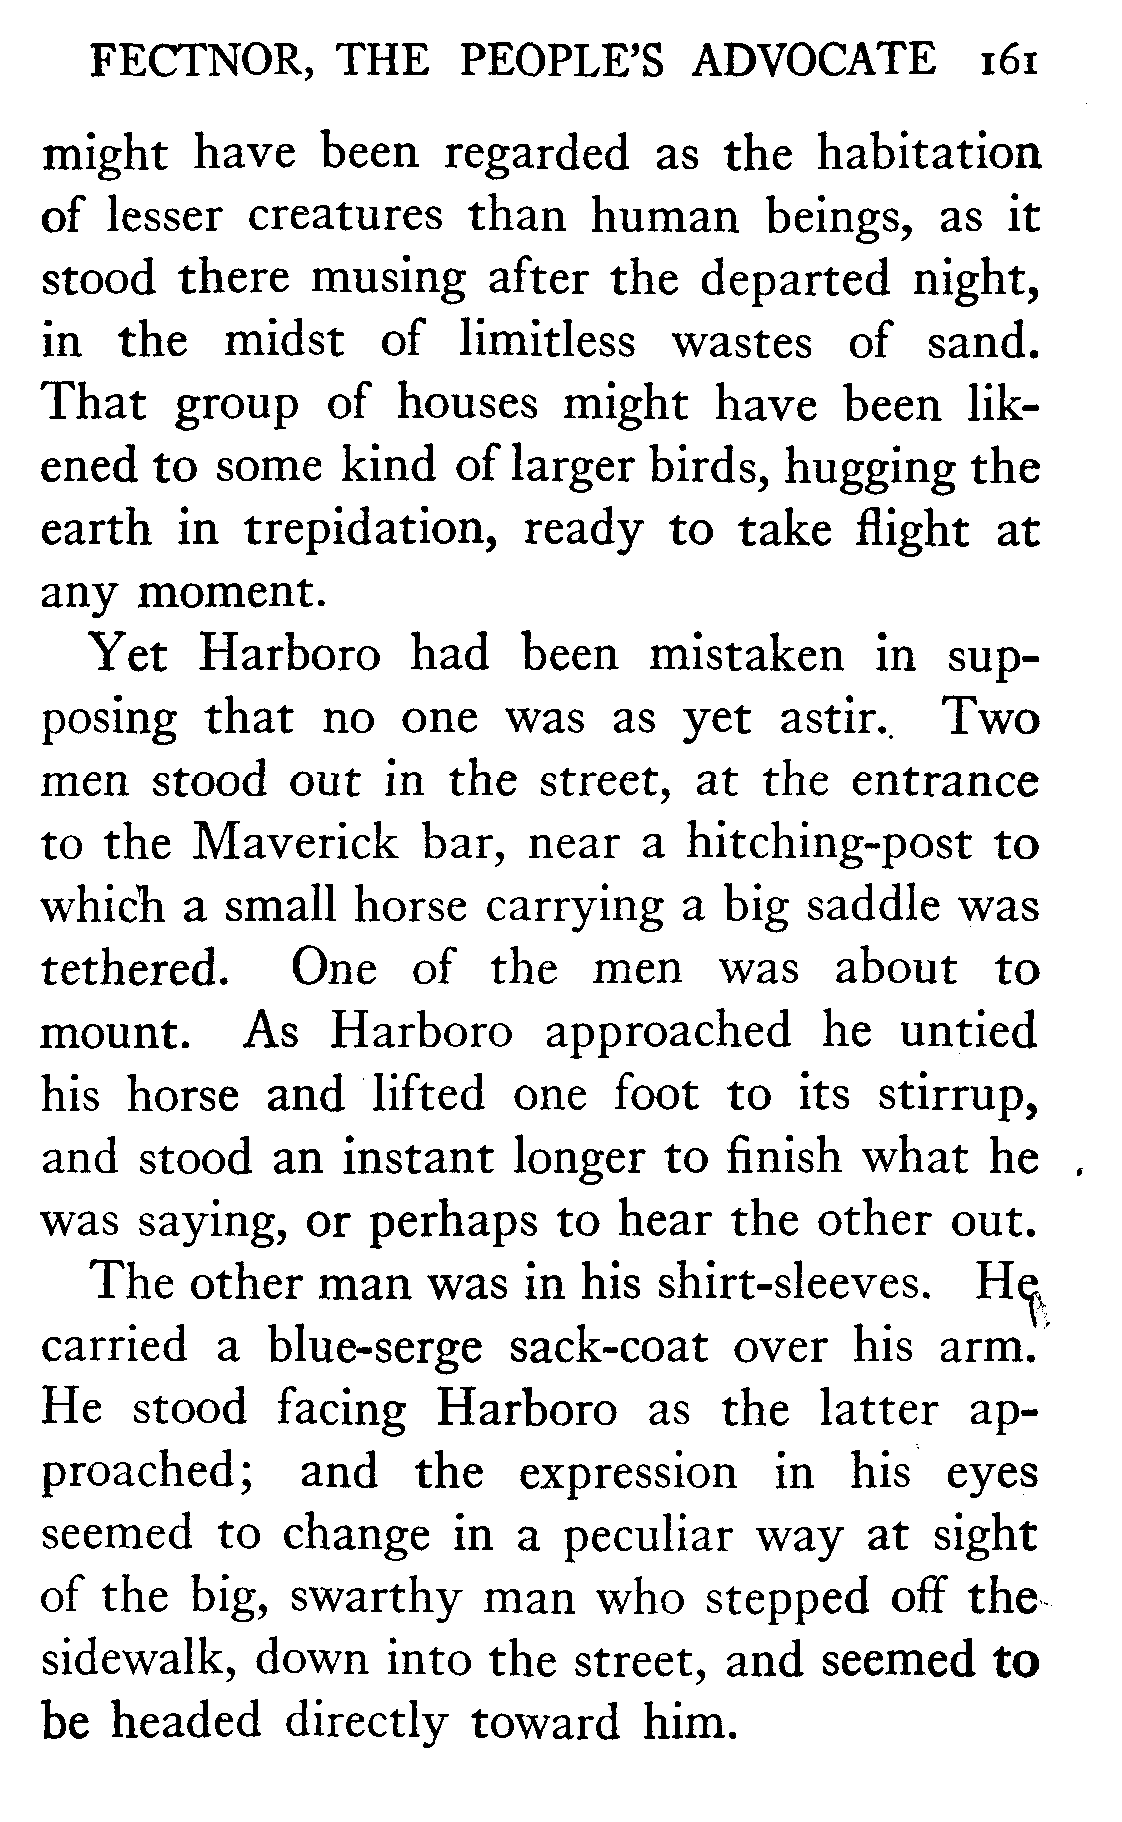 FECTNOR, THE PEOPLE'S ADVOCATE 161
might have been regarded as the habitation
of lesser creatures than human beings, as it
stood there musing after the departed night,
in the midst of limitless wastes of sand.
That group of houses might have been lik-
ened to some kind of larger birds, hugging the
earth in trepidation, ready to take flight at
any moment.
Yet Harboro had been mistaken in sup-
posing that no one was as yet astir. Two
men stood out in the street, at the entrance
to the Maverick bar, near a hitching-post to
which a small horse carrying a big saddle was
tethered. One of the men was about to
mount. As Harboro approached he untied
his horse and lifted one foot to its stirrup,
and stood an instant longer to finish what he
was saying, or perhaps to hear the other out.
The other man was in his shirt-sleeves. He
carried a blue-serge sack-coat over his arm.
He stood facing Harboro as the latter ap-
proached; and the expression in his eyes
seemed to change in a peculiar way at sight
of the big, swarthy man who stepped off the
sidewalk, down into the street, and seemed to
be headed directly toward him.